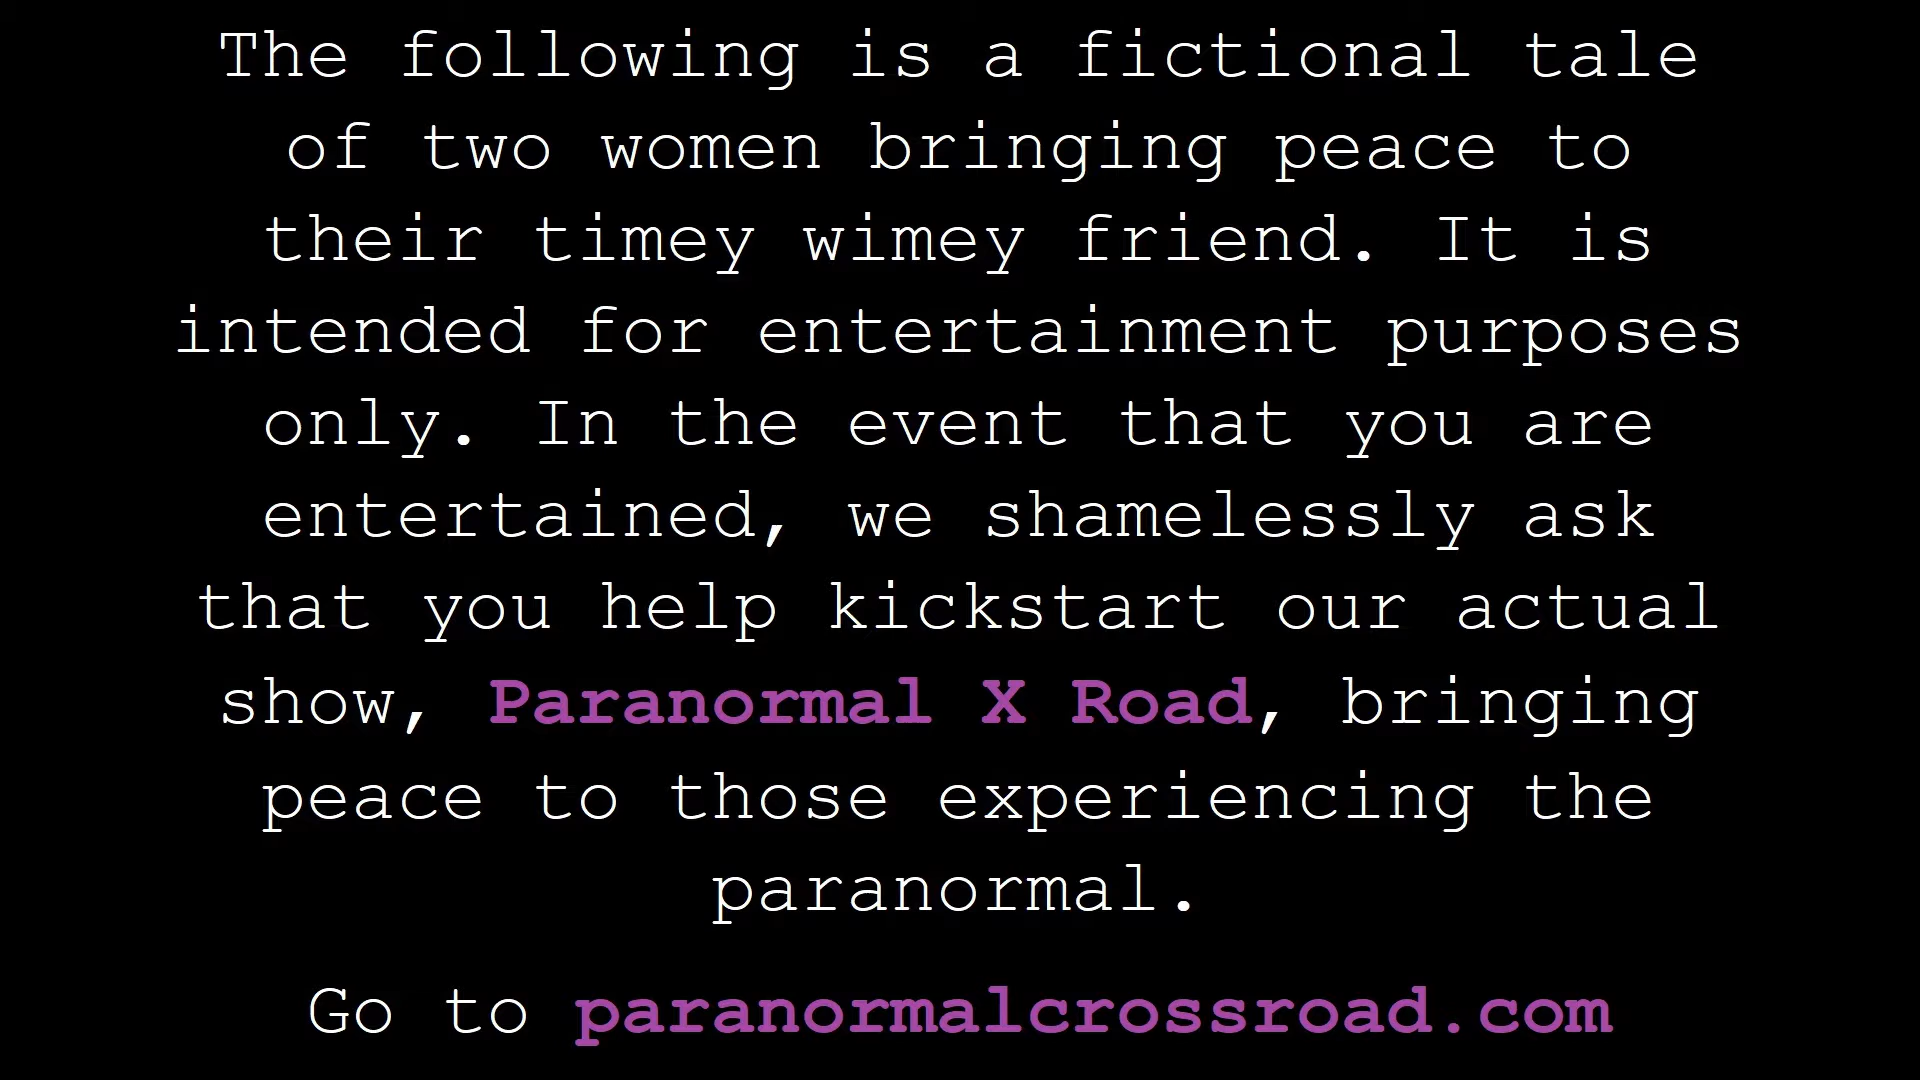 The following is a fictional tale
of two women bringing peace to
their timey wimey friend. It is
intended for entertainment purposes
only. In the event that you are
entertained, we shamelessly ask
that you help kickstart our actual
show, Paranormal X Road, bringing
peace to those experiencing the
paranormal.
Go to paranormalcrossroad.com